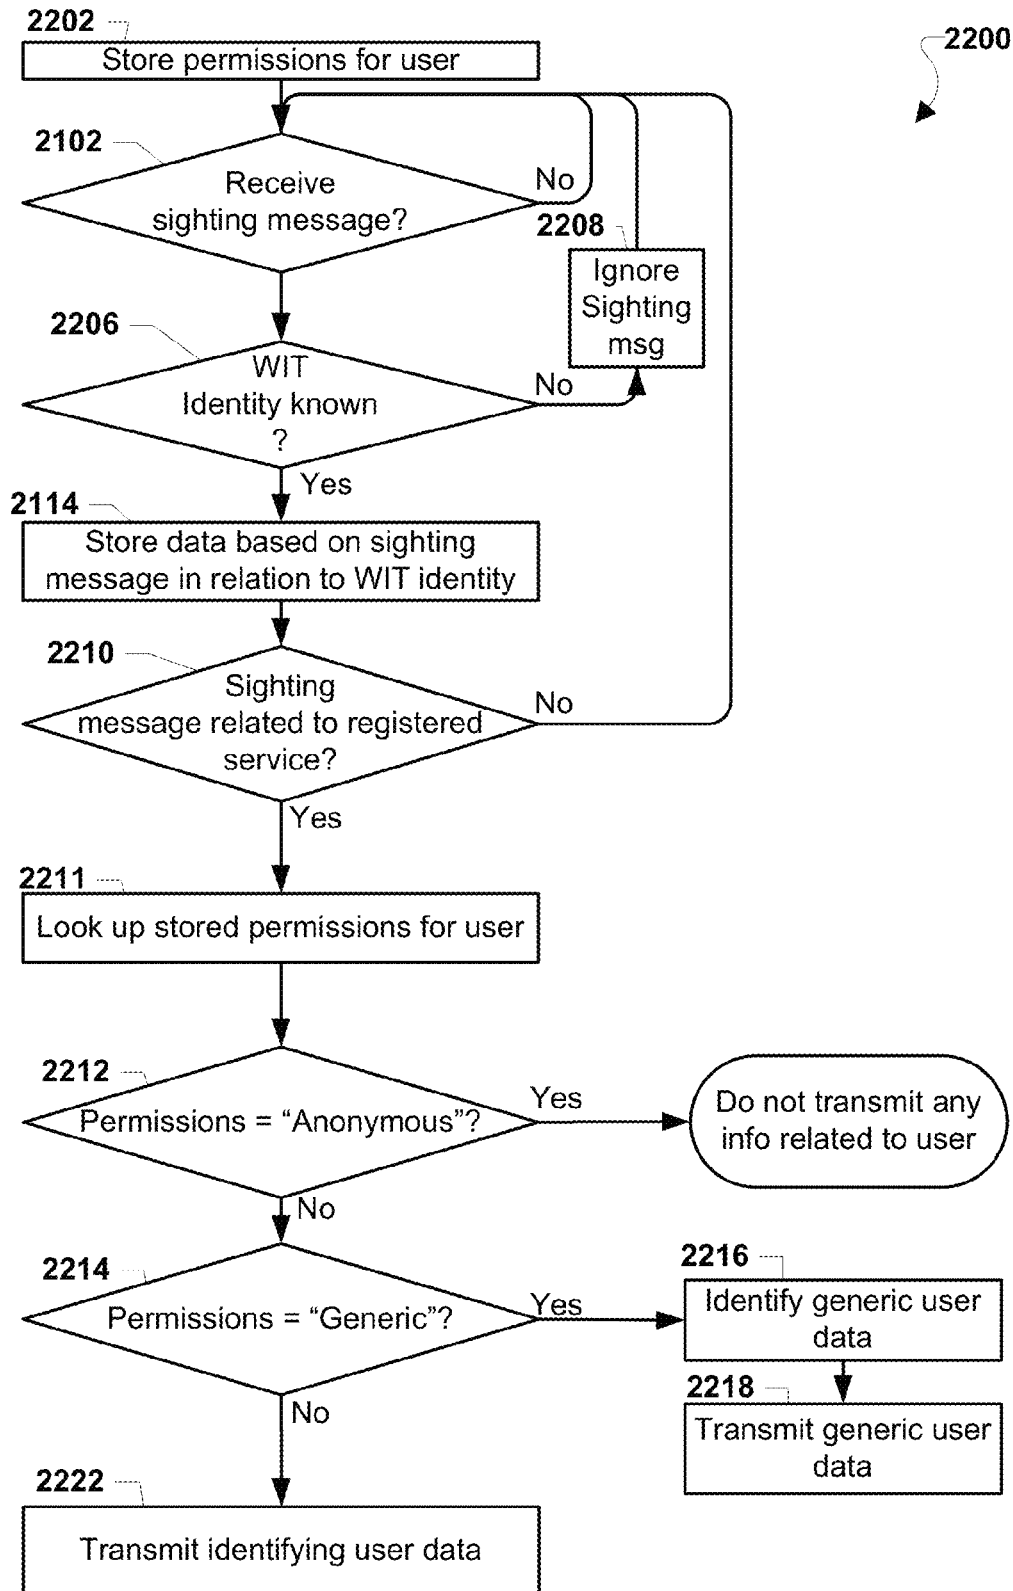 2202
2200
Store permissions for user
2102
Receive
sighting message?
No
2208
Ignore
Sighting
msg
2206
WIT
Identity known
?
No
Yes
2114
Store data based on sighting
message in relation to WIT identity
2210
Sighting
message related to registered
service?
No
Yes
2211
Look up stored permissions for user
2212
Permissions = “Anonymous”?
Yes
Do not transmit any
info related to user
No
2214
Permissions = “Generic”?
Yes
2216
Identify generic user
data
2218
Transmit generic user
data
No
2222
Transmit identifying user data